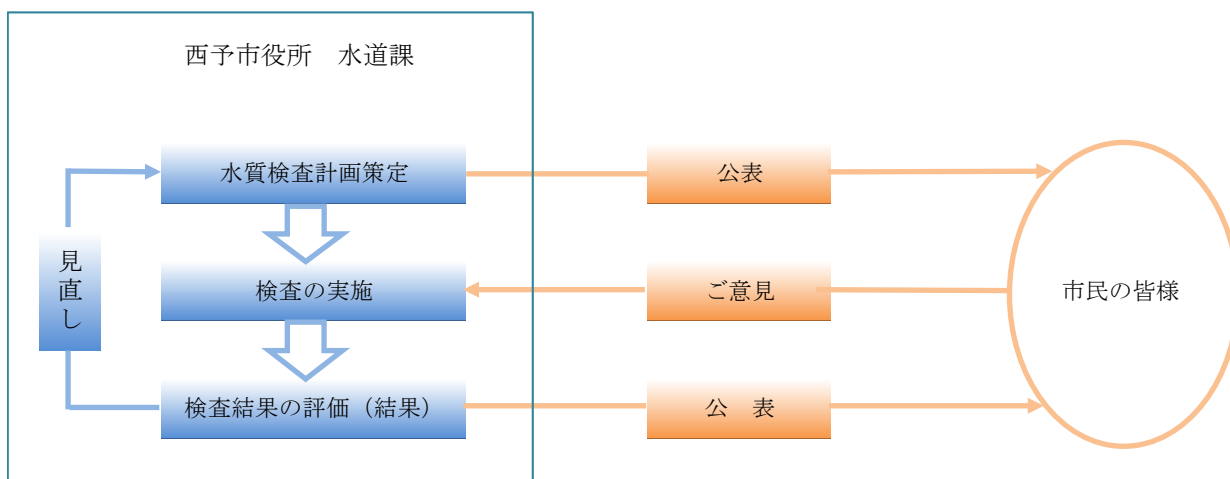 西予市役所　水道課
水質検査計画策定
公表
見直し
検査の実施
ご意見
市民の皆様
検査結果の評価（結果）
公　表